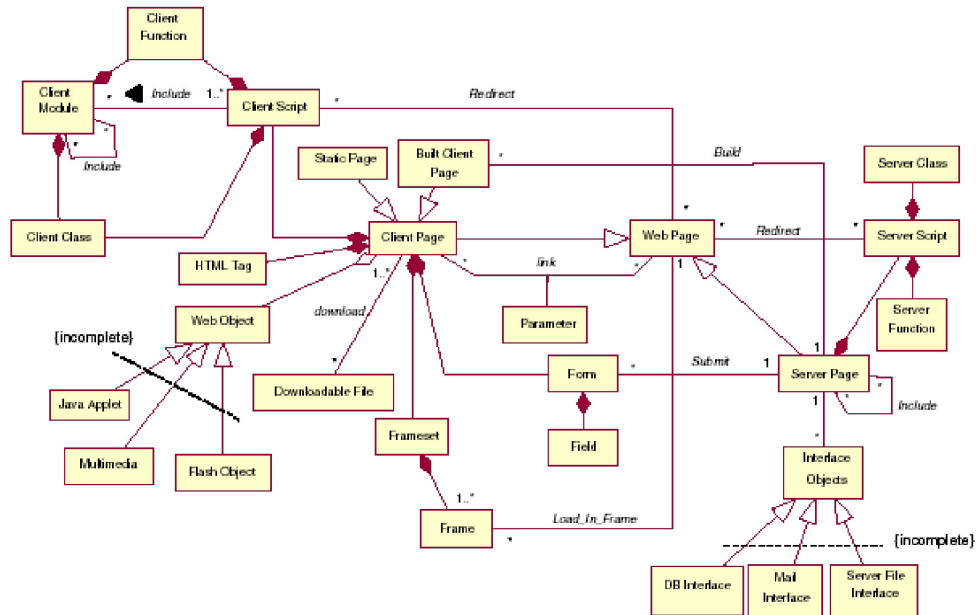 Client
Function
Client
Module
*
Include
1..*
Client Script
*
Redirect
*
*
Include
Static Page
Built Client
Page
*
Build
Server Class
Client Class
Client Page
Web Page
*
*
Redirect
*
Server Script
HTML Tag
1..*
*
*
link
*
1
Web Object
download
Parameter
Server
Function
{incomplete}
*
Form
*
Submit
1
1
Server Page
*
*
Include
Java Applet
Downloadable File
1
Multimedia
Flash Object
Frameset
Field
*
Interface
Objects
1..*
Frame
*
Load_In_Frame
{incomplete}
DB Interface
Mail
Interface
Server File
Interface